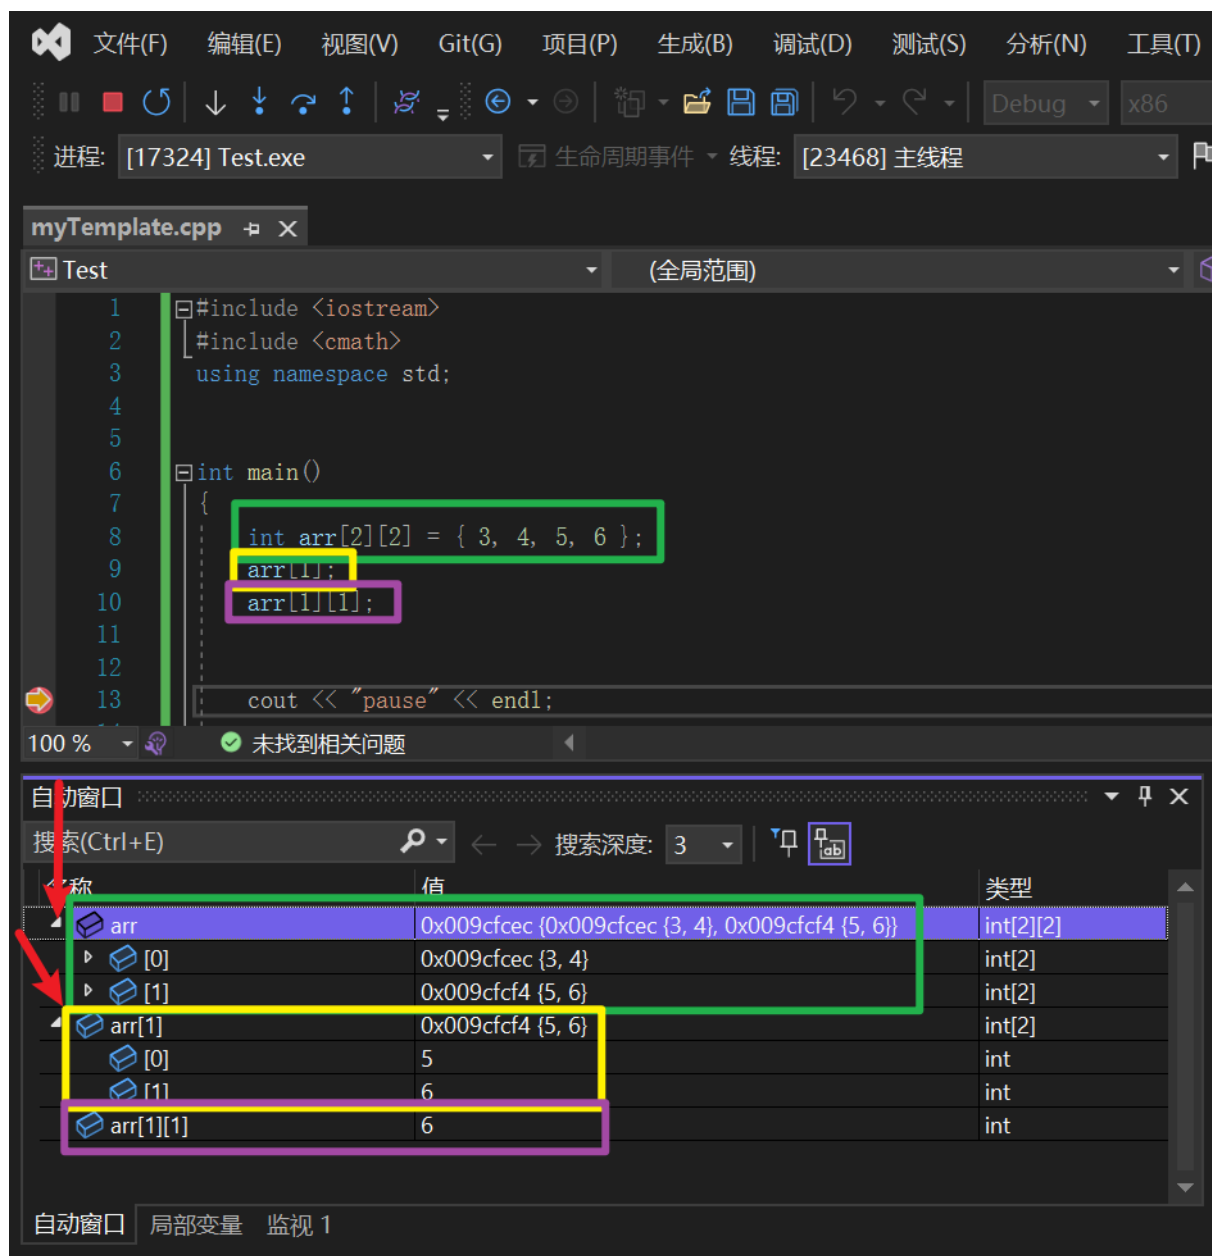 文件(F) 编辑(E) 视图(V) Git(G) 项目(P) 生成(B) 调试(D) 测试(S) 分析(N) 工具(T)
Debug x86
进程: [17324] Test.exe 生命周期事件 线程: [23468] 主线程
myTemplate.cpp
Test (全局范围)
1 #include <iostream>
2 #include <cmath>
3 using namespace std;
4
5
6 int main()
7 {
8 int arr[2][2] = { 3, 4, 5, 6 };
9 arr[1];
10 arr[1][1];
11
12
13 cout << "pause" << endl;
100 % 未找到相关问题
自动窗口
搜索(Ctrl+E) 搜索深度: 3
名称 值 类型
arr 0x009cfcec {0x009cfcec {3, 4}, 0x009cfcf4 {5, 6}} int[2][2]
[0] 0x009cfcec {3, 4} int[2]
[1] 0x009cfcf4 {5, 6} int[2]
arr[1] 0x009cfcf4 {5, 6} int[2]
[0] 5 int
[1] 6 int
arr[1][1] 6 int
自动窗口 局部变量 监视 1